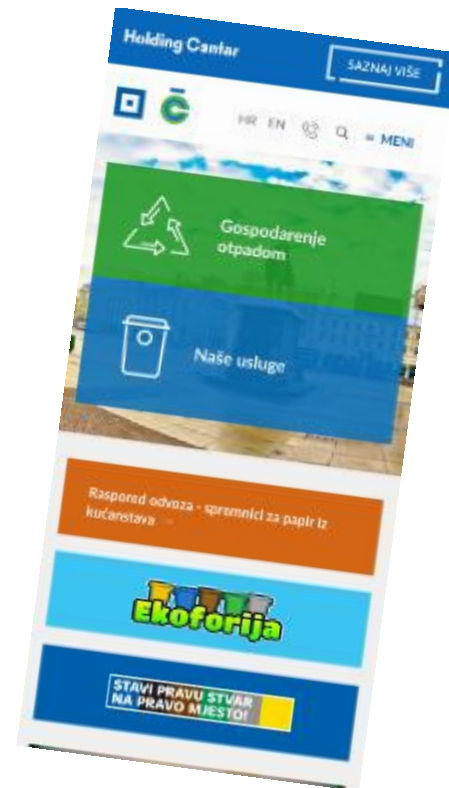 Holding Centar
SAZNAJ VIŠE
HR EN
≡ MENI
Gospodarenje
otpadom
Naše usluge
Raspored odvoza - spremnici za papir iz
kućanstava
Ekoforija
STAVI PRAVU STVAR
NA PRAVO MJESTO!